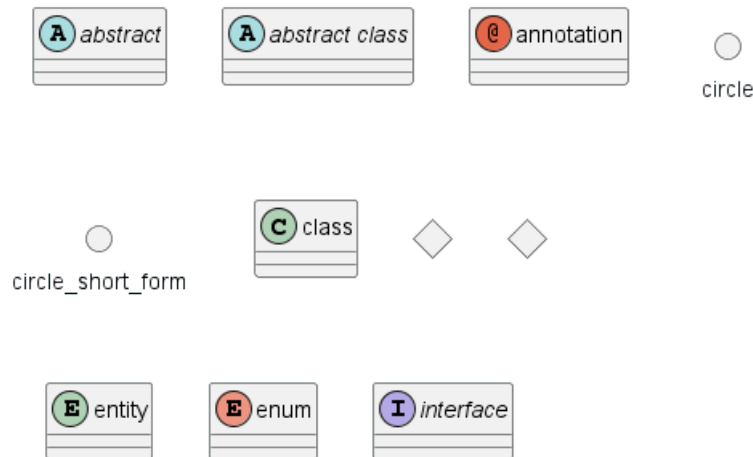 A abstract
A abstract class
@ annotation
circle
circle_short_form
C class
E entity
E enum
I interface